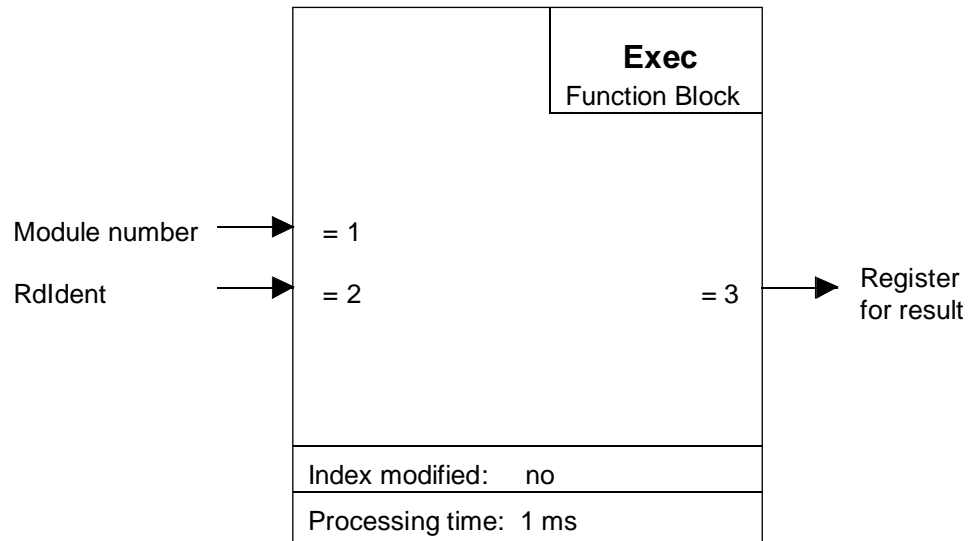 Exec
Function Block
Module number
= 1
RdIdent
= 2
= 3
Register
for result
Index modified: no
Processing time: 1 ms